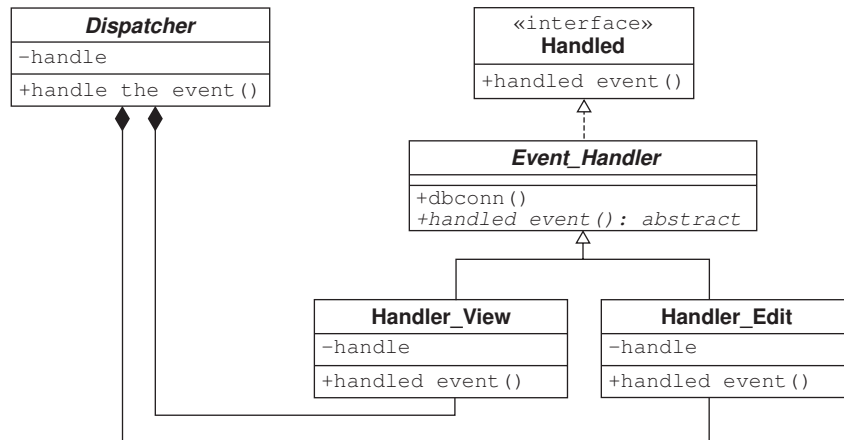 Dispatcher
-handle
+handle the event()
«interface»
Handled
+handled event()
Event_Handler
+dbconn()
+handled event(): abstract
Handler_View
-handle
+handled event()
Handler_Edit
-handle
+handled event()